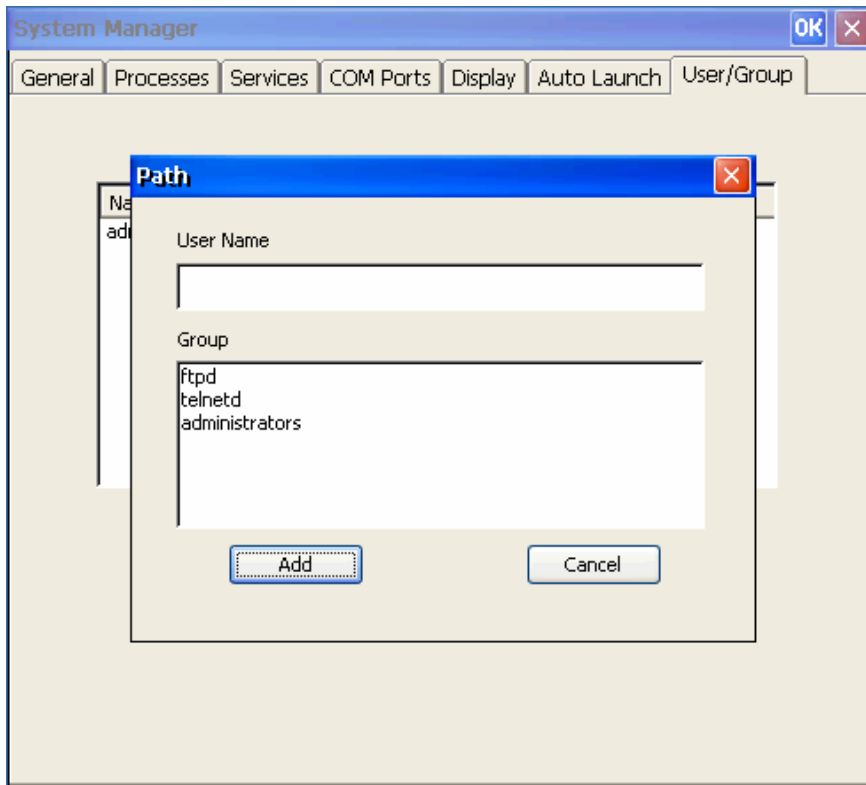 System Manager OK
General Processes Services COM Ports Display Auto Launch User/Group
Path
User Name
Group
ftpd
telnetd
administrators
Add Cancel